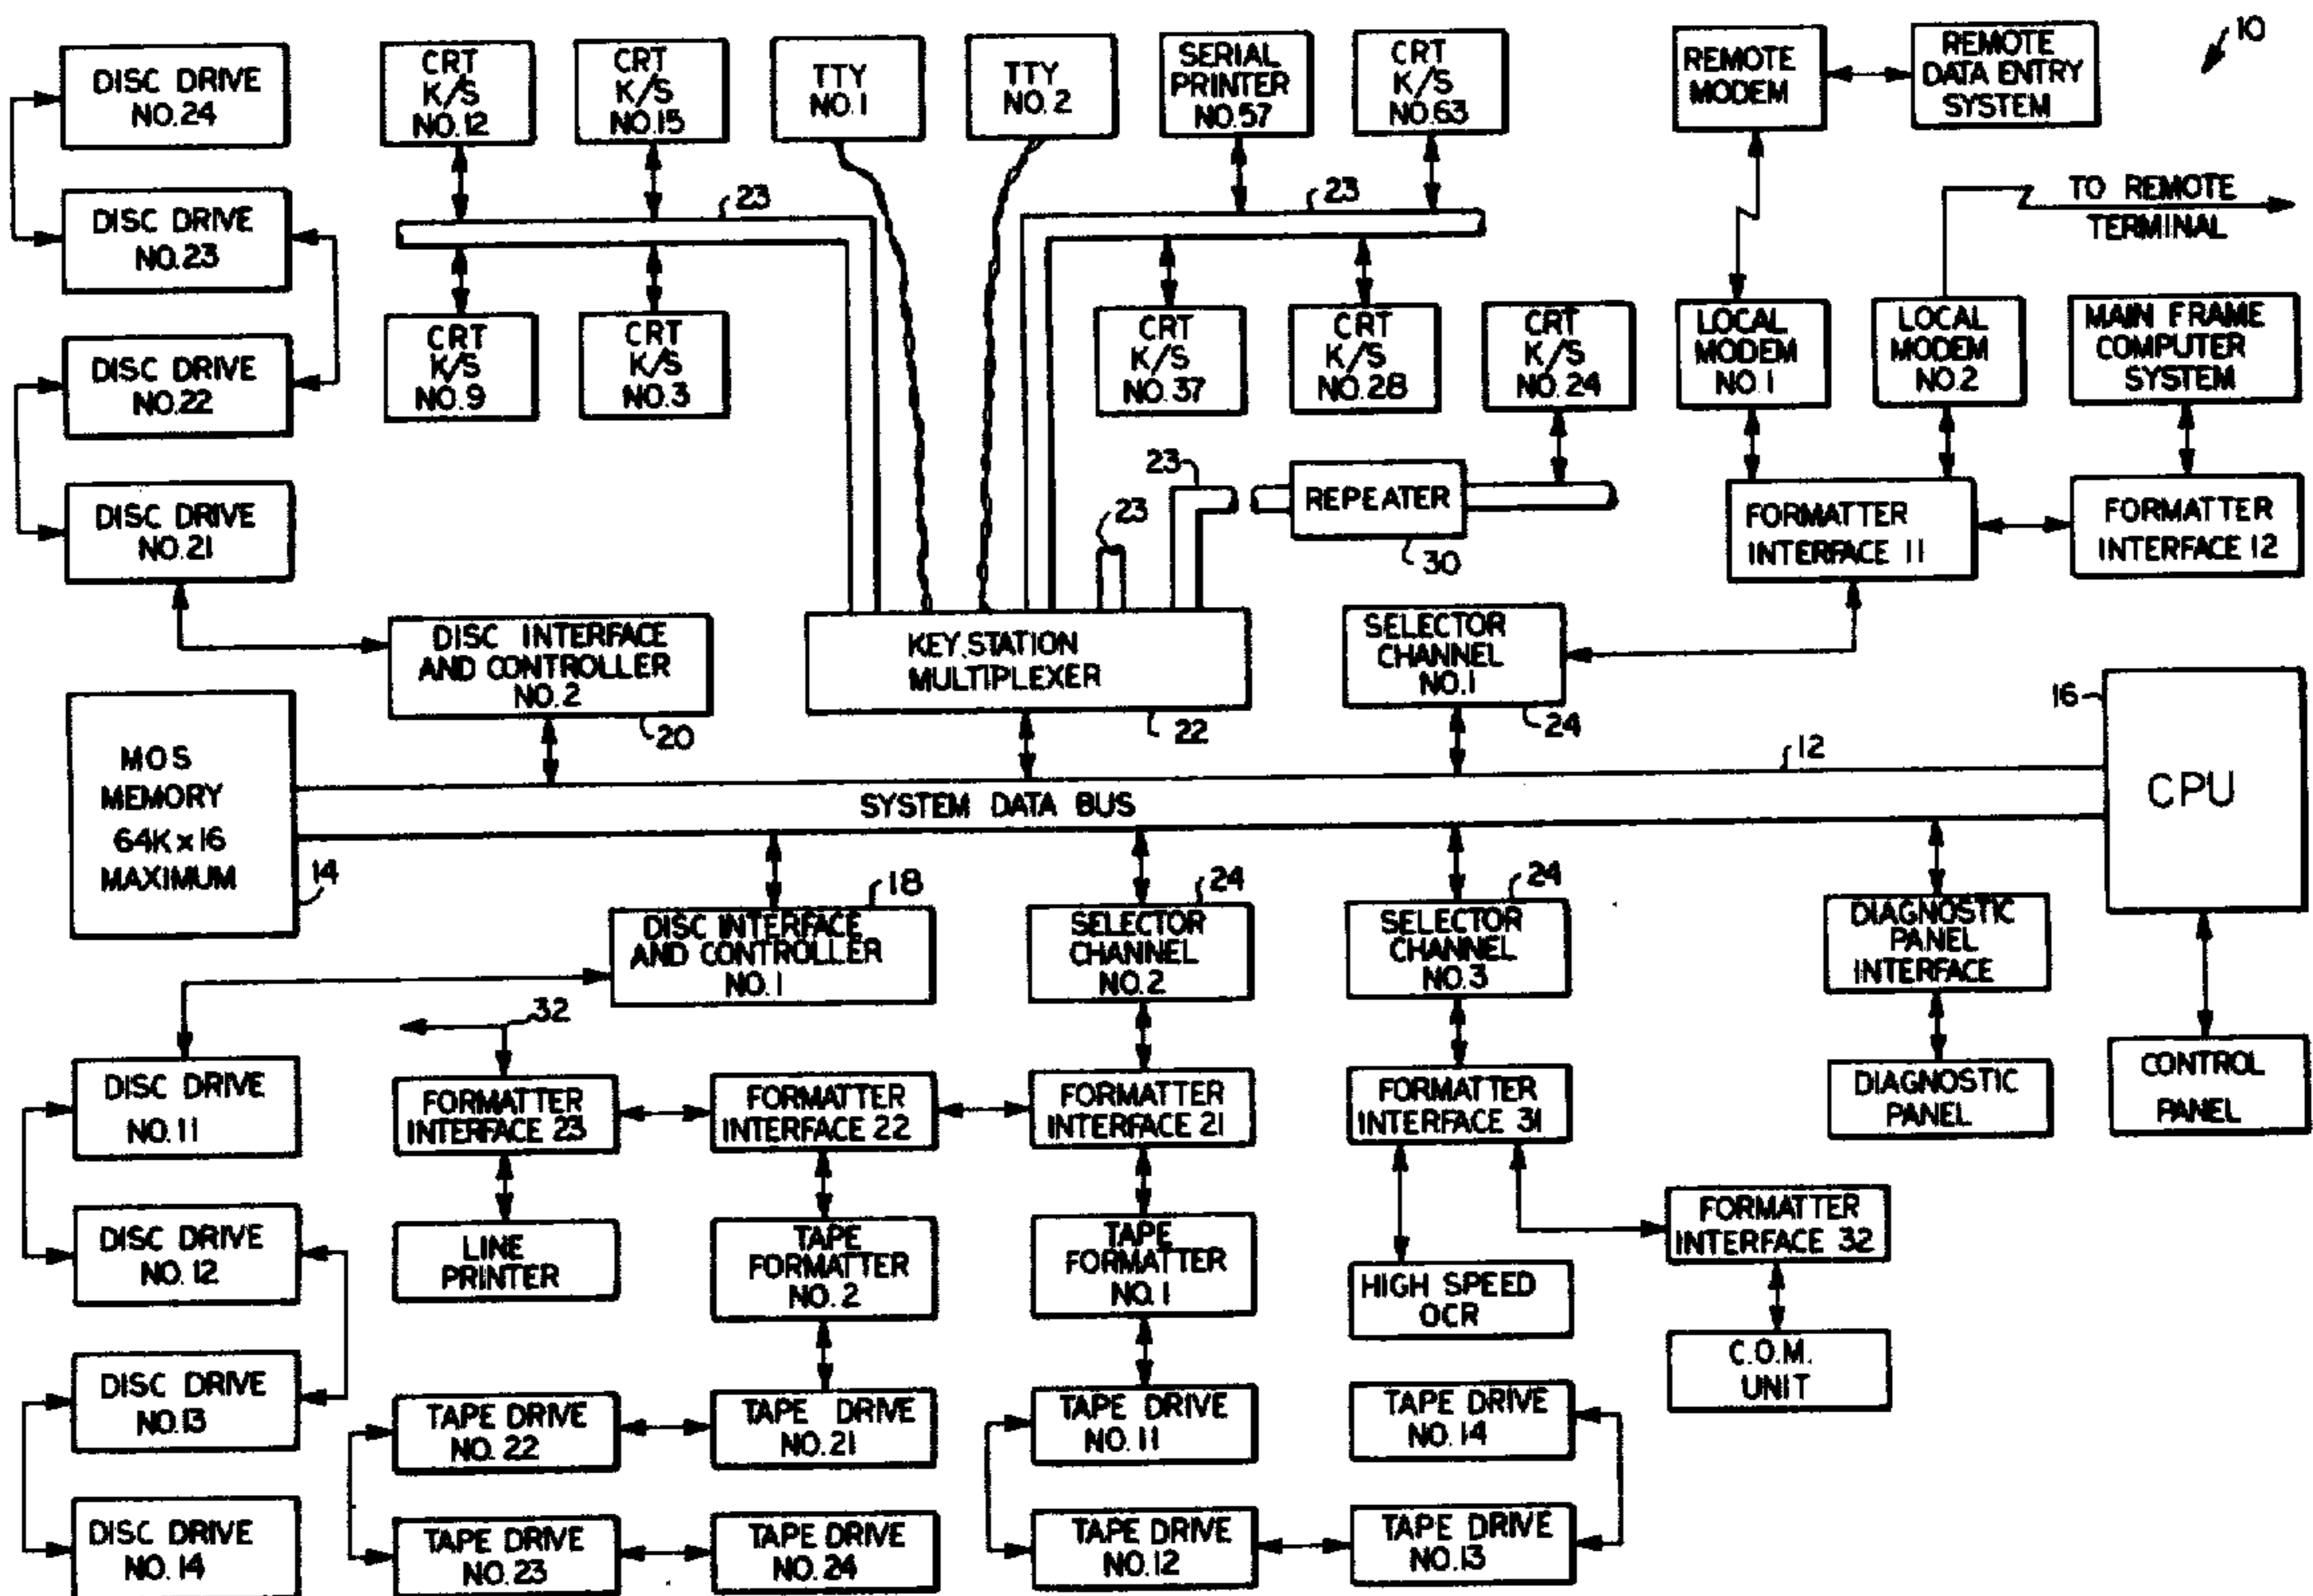 10
DISC DRIVE
NO.24
CRT
K/S
NO.12
CRT
K/S
NO.15
TTY
NO.1
TTY
NO.2
SERIAL
PRINTER
NO.57
CRT
K/S
NO.63
REMOTE
MODEM
REMOTE
DATA ENTRY
SYSTEM
DISC DRIVE
NO.23
23
23
TO REMOTE
TERMINAL
DISC DRIVE
NO.22
CRT
K/S
NO.9
CRT
K/S
NO.3
CRT
K/S
NO.37
CRT
K/S
NO.28
CRT
K/S
NO.24
LOCAL
MODEM
NO.1
LOCAL
MODEM
NO.2
MAIN FRAME
COMPUTER
SYSTEM
DISC DRIVE
NO.21
23
23
REPEATER
30
FORMATTER
INTERFACE 11
FORMATTER
INTERFACE 12
DISC INTERFACE
AND CONTROLLER
NO.2
20
KEY STATION
MULTIPLEXER
22
SELECTOR
CHANNEL
NO.1
24
MOS
MEMORY
64K x 16
MAXIMUM
14
SYSTEM DATA BUS
12
16
CPU
DISC INTERFACE
AND CONTROLLER
NO.1
18
SELECTOR
CHANNEL
NO.2
24
SELECTOR
CHANNEL
NO.3
24
DIAGNOSTIC
PANEL
INTERFACE
32
DISC DRIVE
NO.11
FORMATTER
INTERFACE 23
FORMATTER
INTERFACE 22
FORMATTER
INTERFACE 21
FORMATTER
INTERFACE 31
DIAGNOSTIC
PANEL
CONTROL
PANEL
DISC DRIVE
NO.12
LINE
PRINTER
TAPE
FORMATTER
NO.2
TAPE
FORMATTER
NO.1
HIGH SPEED
OCR
FORMATTER
INTERFACE 32
C.O.M.
UNIT
DISC DRIVE
NO.13
TAPE DRIVE
NO.22
TAPE DRIVE
NO.21
TAPE DRIVE
NO.11
TAPE DRIVE
NO.14
DISC DRIVE
NO.14
TAPE DRIVE
NO.23
TAPE DRIVE
NO.24
TAPE DRIVE
NO.12
TAPE DRIVE
NO.13